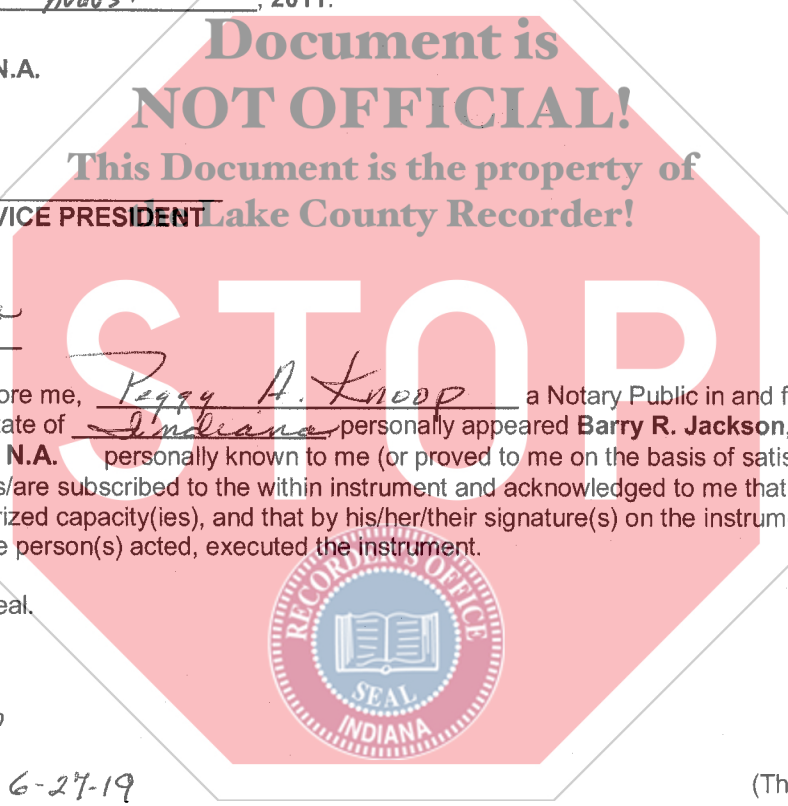 August, 2011.
Document is
N.A.
NOT OFFICIAL!
This Document is the property of
the Lake County Recorder!
VICE PRESIDENT
STOP
ore me, Peggy A. Knoop a Notary Public in and f
tate of Indiana, personally appeared Barry R. Jackson,
N.A. personally known to me (or proved to me on the basis of satis
s/are subscribed to the within instrument and acknowledged to me that
rized capacity(ies), and that by his/her/their signature(s) on the instrum
e person(s) acted, executed the instrument.
RECORDER'S OFFICE
eal.
SEAL
INDIANA
6-27-19
(Th